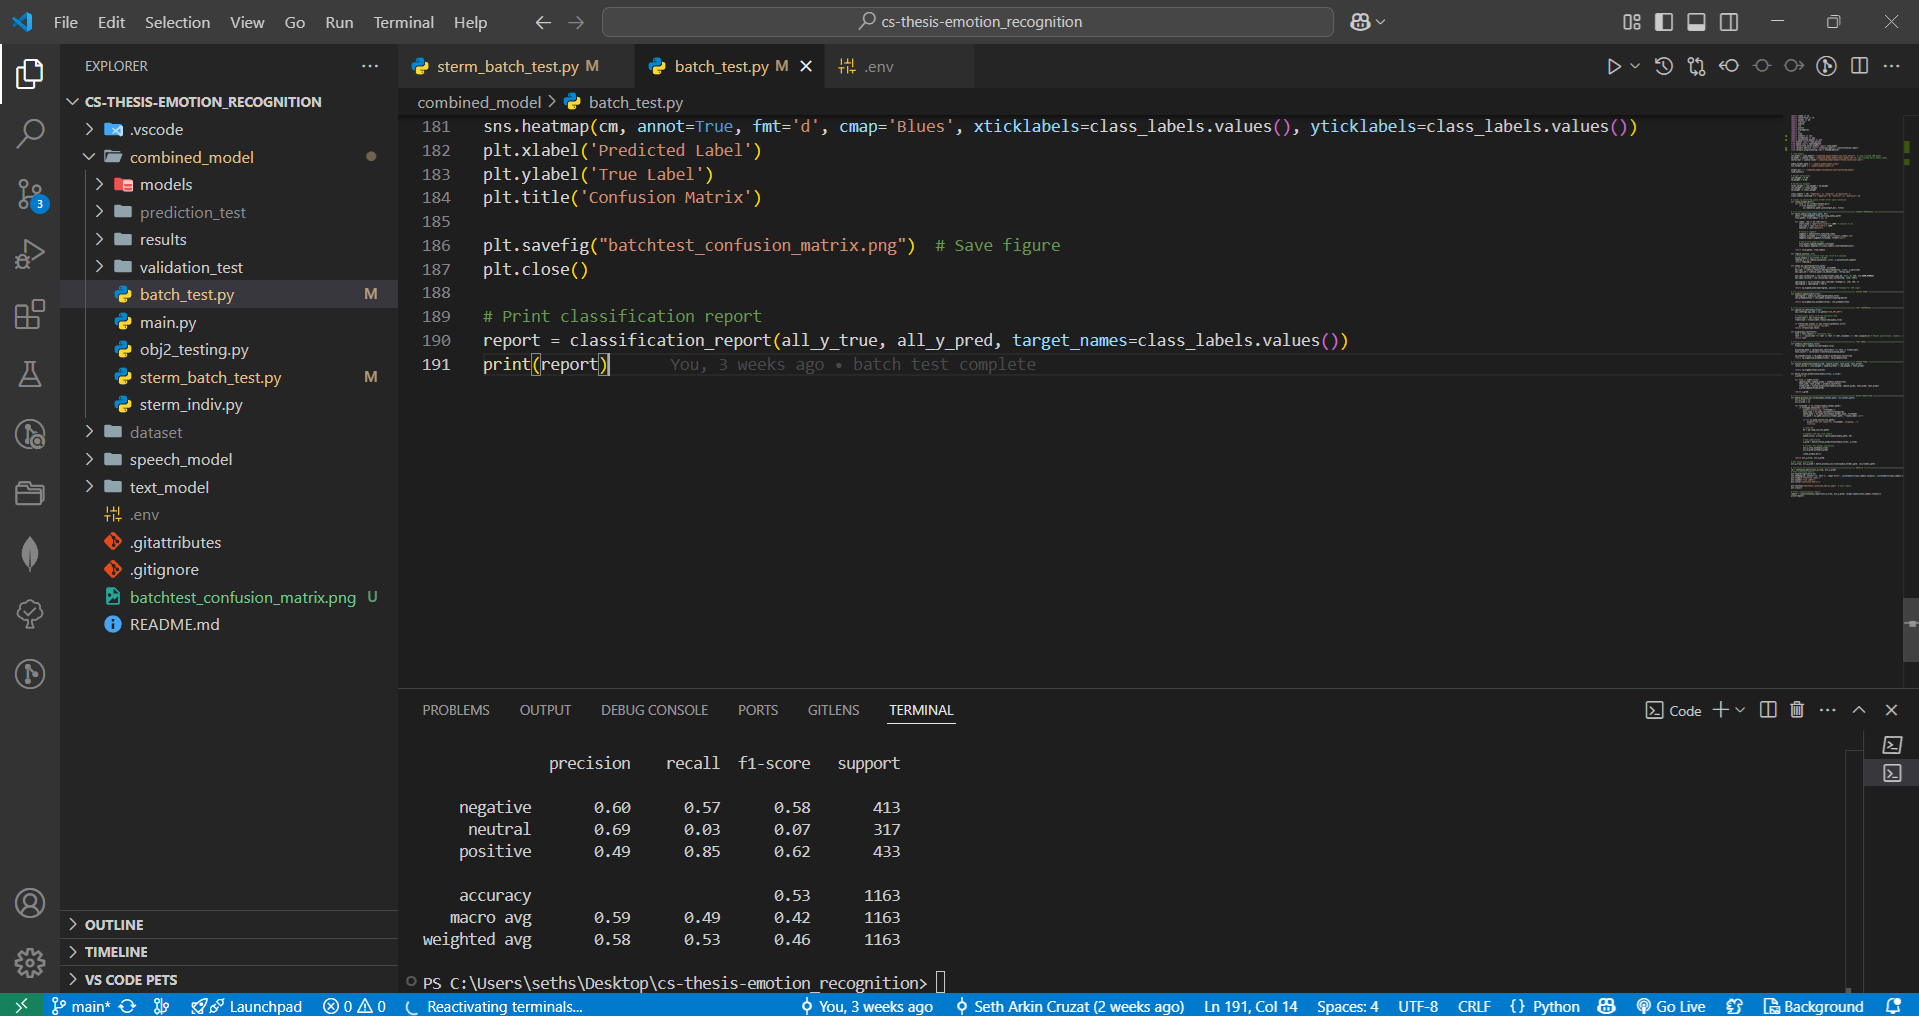 File Edit Selection View Go Run Terminal Help
cs-thesis-emotion_recognition
EXPLORER
CS-THESIS-EMOTION_RECOGNITION
.vscode
combined_model
models
prediction_test
results
validation_test
batch_test.py M
main.py
obj2_testing.py
sterm_batch_test.py M
sterm_indiv.py
dataset
speech_model
text_model
.env
.gitattributes
.gitignore
batchtest_confusion_matrix.png U
README.md
OUTLINE
TIMELINE
VS CODE PETS
3
sterm_batch_test.py M batch_test.py M .env
combined_model > batch_test.py
181 sns.heatmap(cm, annot=True, fmt='d', cmap='Blues', xticklabels=class_labels.values(), yticklabels=class_labels.values())
182 plt.xlabel('Predicted Label')
183 plt.ylabel('True Label')
184 plt.title('Confusion Matrix')
185
186 plt.savefig("batchtest_confusion_matrix.png") # Save figure
187 plt.close()
188
189 # Print classification report
190 report = classification_report(all_y_true, all_y_pred, target_names=class_labels.values())
191 print(report) You, 3 weeks ago • batch test complete
PROBLEMS OUTPUT DEBUG CONSOLE PORTS GITLENS TERMINAL
Code
precision recall f1-score support
negative 0.60 0.57 0.58 413
neutral 0.69 0.03 0.07 317
positive 0.49 0.85 0.62 433
accuracy 0.53 1163
macro avg 0.59 0.49 0.42 1163
weighted avg 0.58 0.53 0.46 1163
PS C:\Users\seths\Desktop\cs-thesis-emotion_recognition>
main* Launchpad 0 0 Reactivating terminals... You, 3 weeks ago Seth Arkin Cruzat (2 weeks ago) Ln 191, Col 14 Spaces: 4 UTF-8 CRLF {} Python Go Live Background